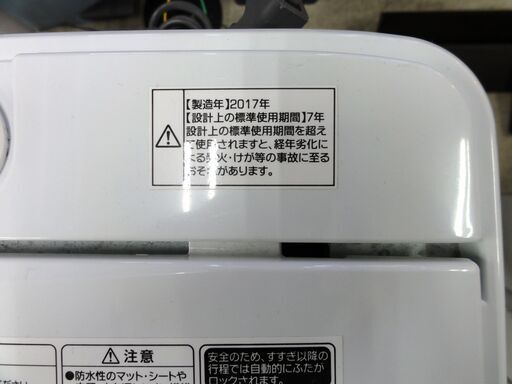 【製造年】2017年
【設計上の標準使用期間】7年
設計上の標準使用期間を超え
て使用されますと、経年劣化に
よる発火・けが等の事故に至る
おそれがあります。
注意
●防水性のマット・シートや
安全のため、すすぎ以降の
行程では自動的にふたが
ロックされます。